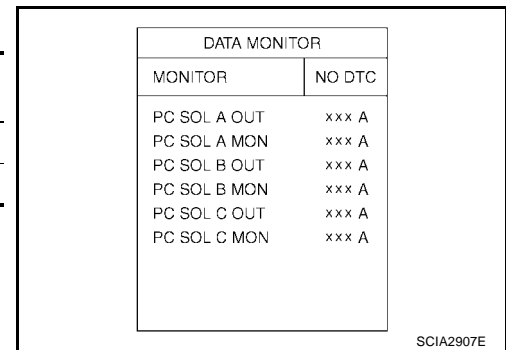 DATA MONITOR
MONITOR NO DTC
PC SOL A OUT xxx A
PC SOL A MON xxx A
PC SOL B OUT xxx A
PC SOL B MON xxx A
PC SOL C OUT xxx A
PC SOL C MON xxx A
SCIA2907E